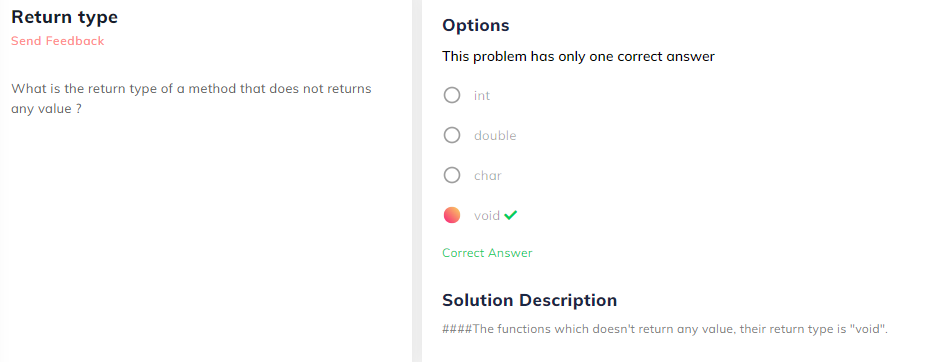 Return type
Send Feedback
What is the return type of a method that does not returns
any value ?
Options
This problem has only one correct answer
int
double
char
void
Correct Answer
Solution Description
####The functions which doesn't return any value, their return type is "void".